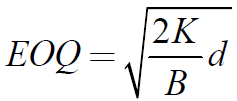 EOQ = √(2K/B d)